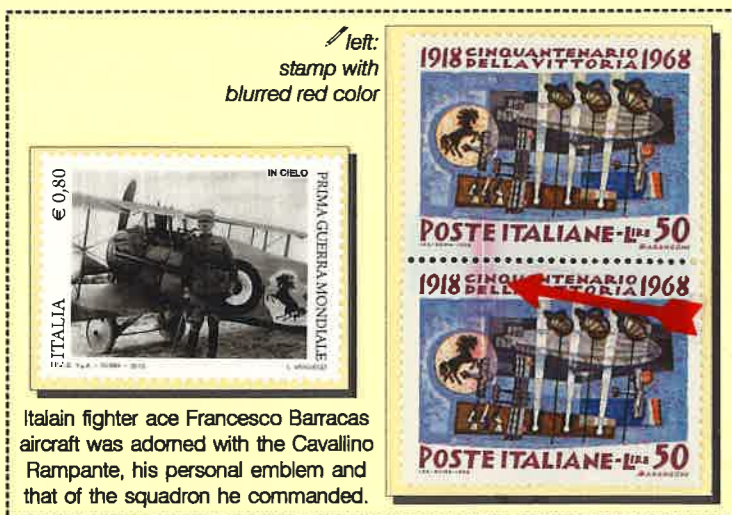 left:
stamp with
blurred red color
€ 0,80
IN CIELO
PRIMA GUERRA MONDIALE
ITALIA
Italain fighter ace Francesco Barracas
aircraft was adorned with the Cavallino
Rampante, his personal emblem and
that of the squadron he commanded.
1918 CINQUANTENARIO 1968
DELLA VITTORIA
POSTE ITALIANE-LIRE 50
1918 CINQUANTENARIO 1968
DELLA VITTORIA
POSTE ITALIANE-LIRE 50